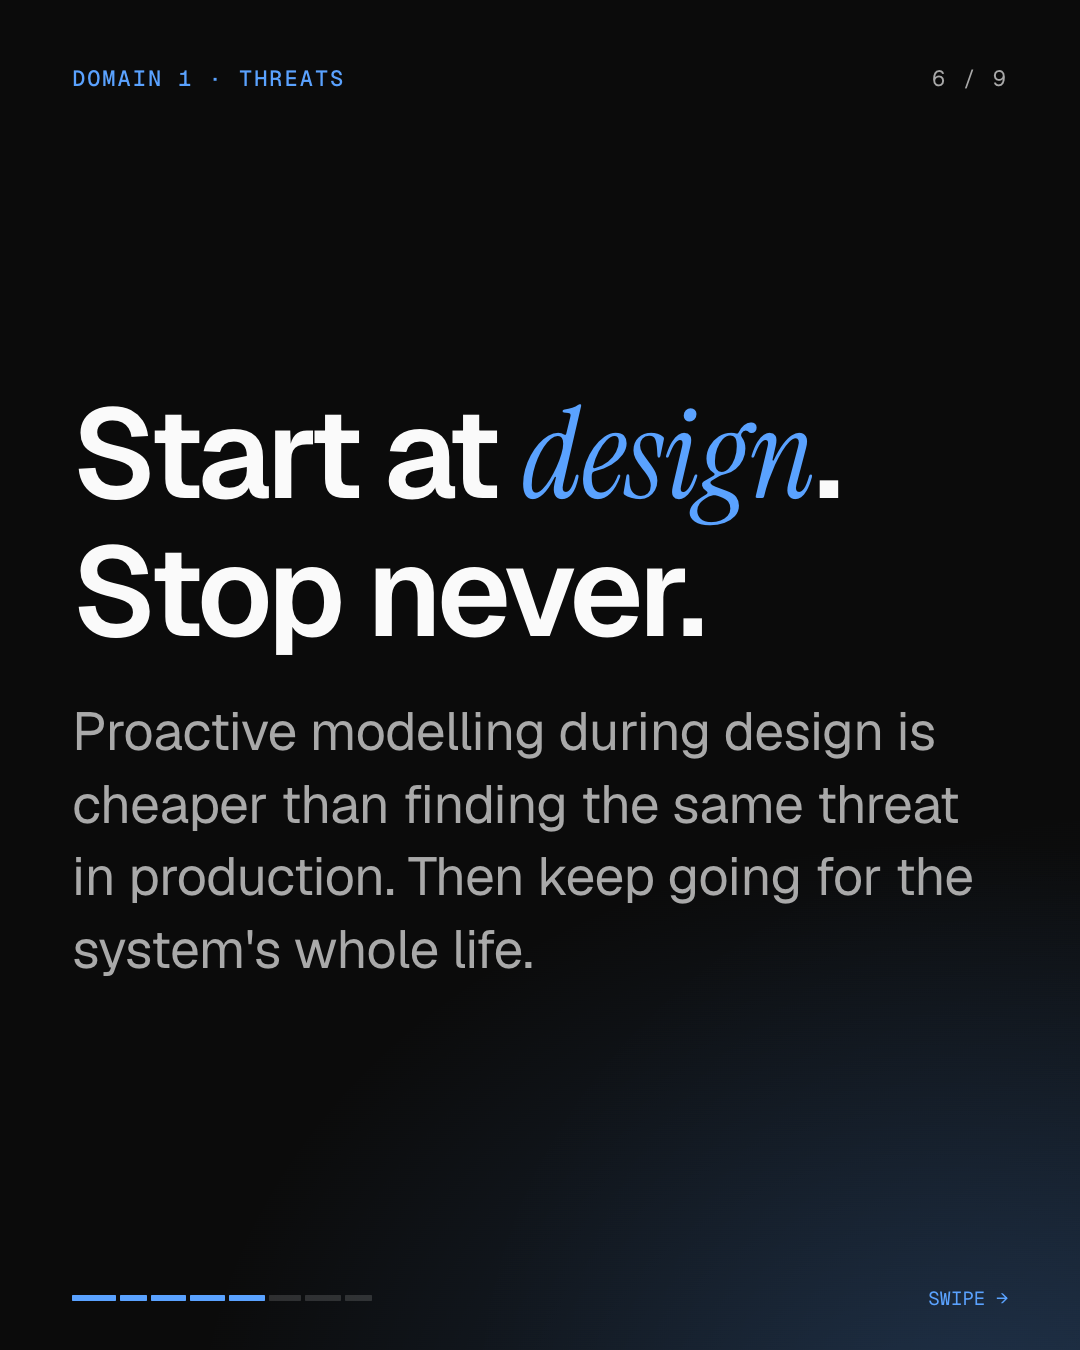 DOMAIN 1 · THREATS
6 / 9
Start at design.
Stop never.
Proactive modelling during design is
cheaper than finding the same threat
in production. Then keep going for the
system's whole life.
SWIPE →